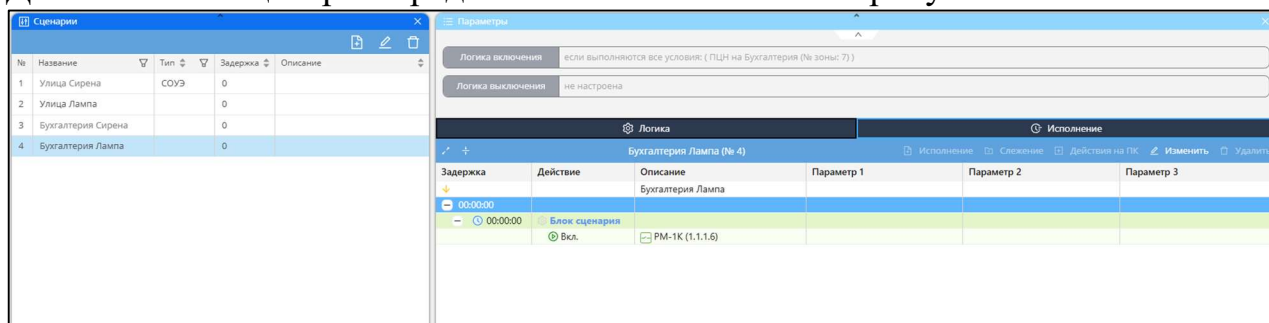 Сценарии
№ Название Тип Задержка Описание
1 Улица Сирена СОУЭ 0
2 Улица Лампа 0
3 Бухгалтерия Сирена 0
4 Бухгалтерия Лампа 0
Параметры
Логика включения если выполняются все условия: ( ПЦН на Бухгалтерия (№ зоны: 7) )
Логика выключения не настроена
Логика Исполнение
Бухгалтерия Лампа (№ 4) Исполнение Слежение Действия на ПК Изменить Удалить
Задержка Действие Описание Параметр 1 Параметр 2 Параметр 3
Бухгалтерия Лампа
00:00:00
00:00:00 Блок сценария
Вкл. РМ-1К (1.1.1.6)